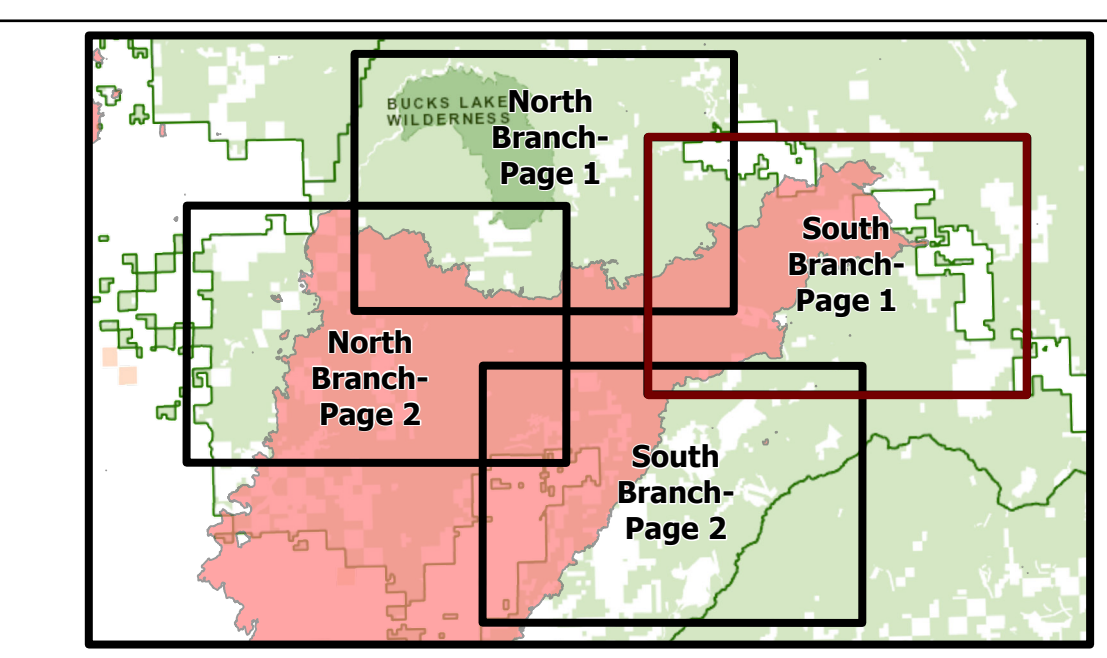 BUCKS LAKE
WILDERNESS
North
Branch-
Page 1
South
Branch-
Page 1
North
Branch-
Page 2
South
Branch-
Page 2